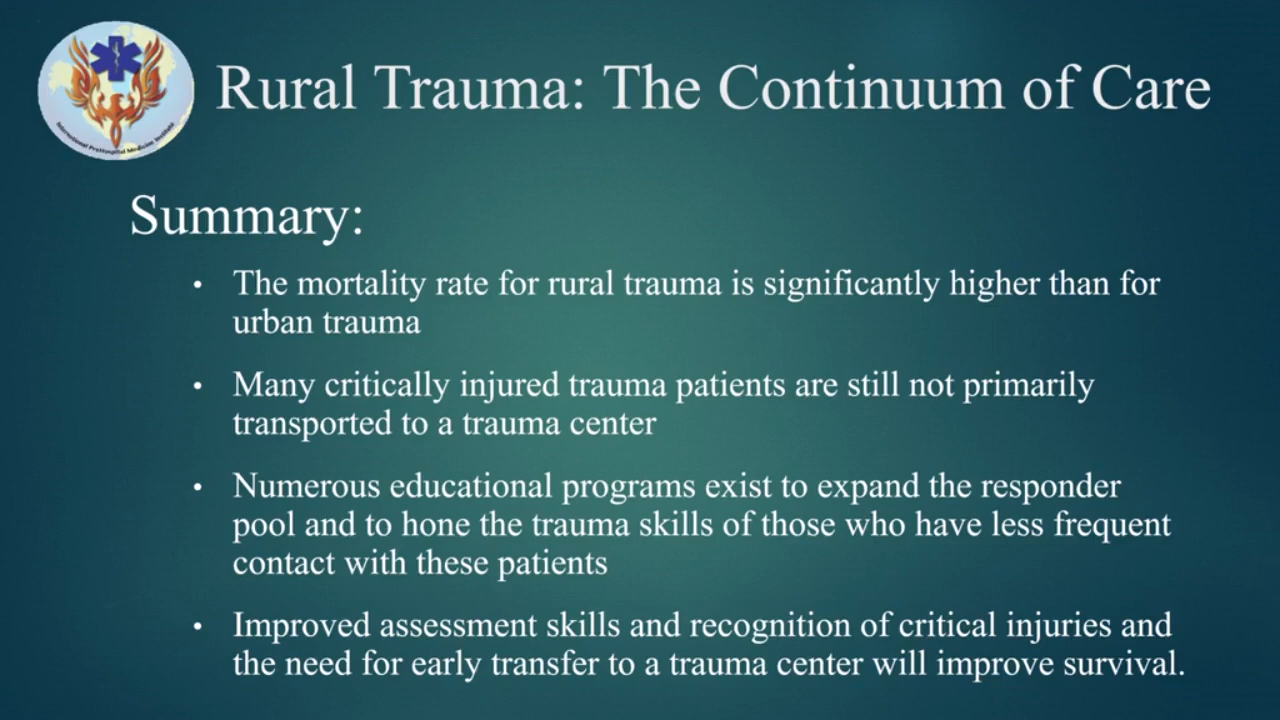 Rural Trauma: The Continuum of Care
International PreHospital Medicine Institute
Summary:
• The mortality rate for rural trauma is significantly higher than for
urban trauma
• Many critically injured trauma patients are still not primarily
transported to a trauma center
• Numerous educational programs exist to expand the responder
pool and to hone the trauma skills of those who have less frequent
contact with these patients
• Improved assessment skills and recognition of critical injuries and
the need for early transfer to a trauma center will improve survival.